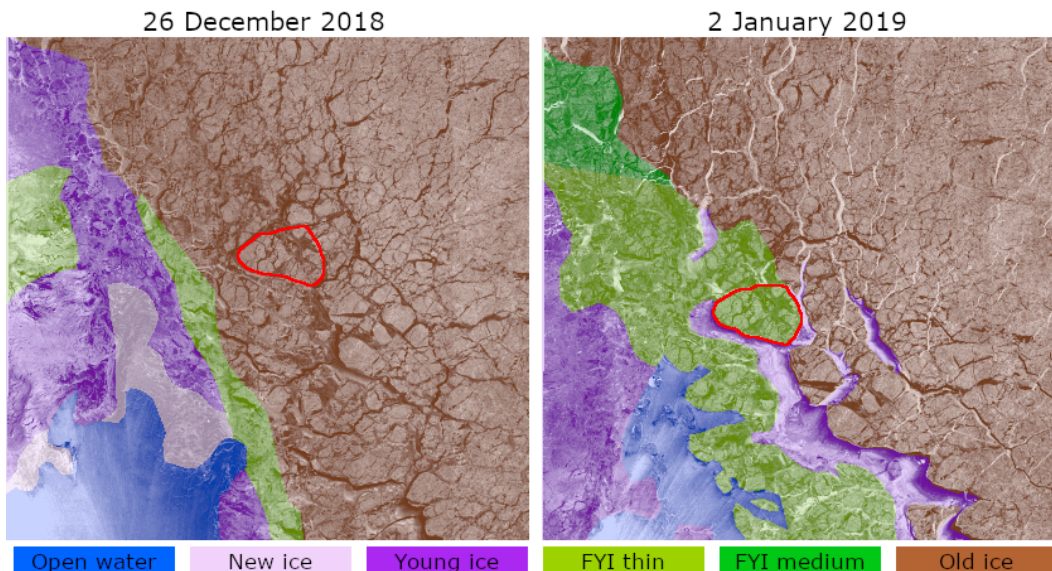 26 December 2018
2 January 2019
Open water
New ice
Young ice
FYI thin
FYI medium
Old ice